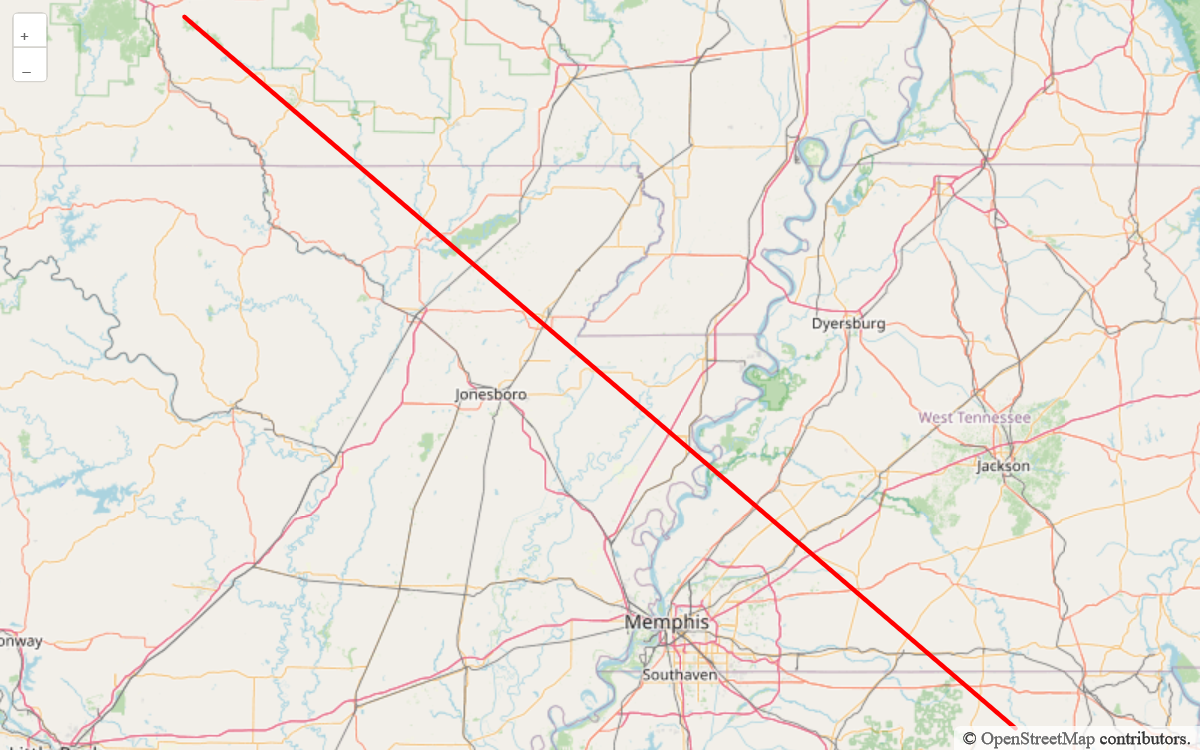 +
–
Dyersburg
Jonesboro
West Tennessee
Jackson
Memphis
onway
Southaven
© OpenStreetMap contributors.